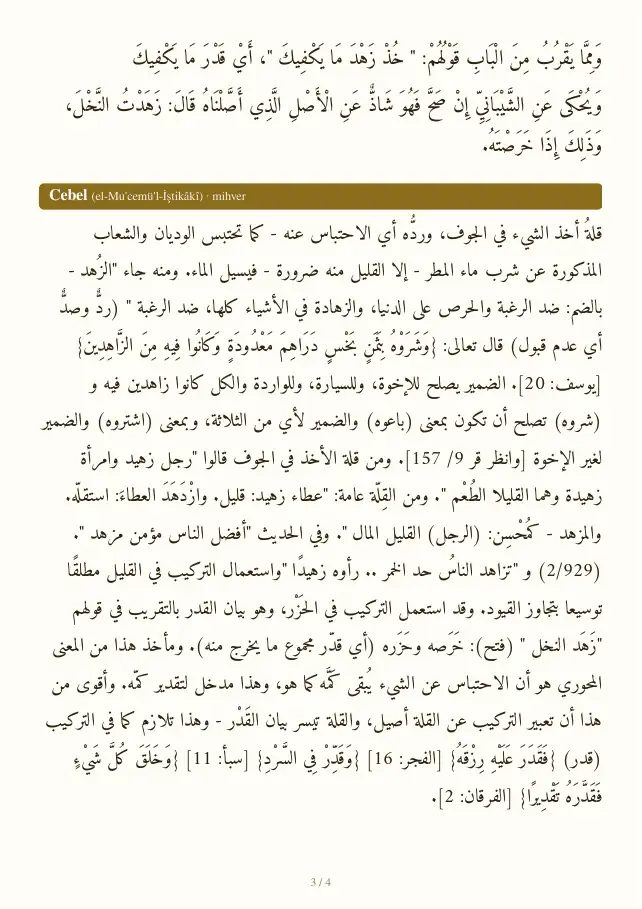 وَمِمَّا يَقْرُبُ مِنَ الْبَابِ قَوْلُهُمْ: " خُذْ زَهْدَ مَا يَكْفِيكَ "، أَيْ قَدْرَ مَا يَكْفِيكَ
وَيُحْكَى عَنِ الشَّيْبَانِيِّ إِنْ صَحَّ فَهُوَ شَاذٌّ عَنِ الْأَصْلِ الَّذِي أَصَّلْنَاهُ قَالَ: زَهَدْتُ النَّخْلَ،
وَذَلِكَ إِذَا خَرَصْتَهُ.
Cebel (el-Mu'cemü'l-İştikâkî) · mihver
قلةُ أخذ الشيء في الجوف، وردُّه أي الاحتباس عنه - كما تحتبس الوديان والشعاب
المذكورة عن شرب ماء المطر - إلا القليل منه ضرورة - فيسيل الماء. ومنه جاء "الزُهد -
بالضم: ضد الرغبة والحرص على الدنيا، والزهادة في الأشياء كلها، ضد الرغبة " (ردٌّ وصدٌّ
أي عدم قبول) قال تعالى: {وَشَرَوْهُ بِثَمَنٍ بَخْسٍ دَرَاهِمَ مَعْدُودَةٍ وَكَانُوا فِيهِ مِنَ الزَّاهِدِينَ}
[يوسف: 20]. الضمير يصلح للإخوة، وللسيارة، وللواردة والكل كانوا زاهدين فيه و
(شروه) تصلح أن تكون بمعنى (باعوه) والضمير لأي من الثلاثة، وبمعنى (اشتروه) والضمير
لغير الإخوة [وانظر قر 9/ 157]. ومن قلة الأخذ في الجوف قالوا "رجل زهيد وامرأة
زهيدة وهما القليلا الطُعْم ". ومن القِلّة عامة: "عطاء زهيد: قليل. وازْدَهَدَ العطاءَ: استقلّه.
والمزهد - كمُحْسِن: (الرجل) القليل المال ". وفي الحديث "أفضل الناس مؤمن مزهد ".
(2/929) و "تزاهد الناسُ حد الخمر .. رأوه زهيدًا "واستعمال التركيب في القليل مطلقًا
توسيعا بتجاوز القيود. وقد استعمل التركيب في الحَزْر، وهو بيان القدر بالتقريب في قولهم
"زَهَد النخل " (فتح): خَرَصه وحَزَره (أي قدّر مجموع ما يخرج منه). ومأخذ هذا من المعنى
المحوري هو أن الاحتباس عن الشيء يُبقى كَمَّه كما هو، وهذا مدخل لتقدير كمّه. وأقوى من
هذا أن تعبير التركيب عن القلة أصيل، والقلة تيسر بيان القَدْر - وهذا تلازم كما في التركيب
(قدر) {فَقَدَرَ عَلَيْهِ رِزْقَهُ} [الفجر: 16] {وَقَدِّرْ فِي السَّرْدِ} [سبأ: 11] {وَخَلَقَ كُلَّ شَيْءٍ
فَقَدَّرَهُ تَقْدِيرًا} [الفرقان: 2].
3 / 4